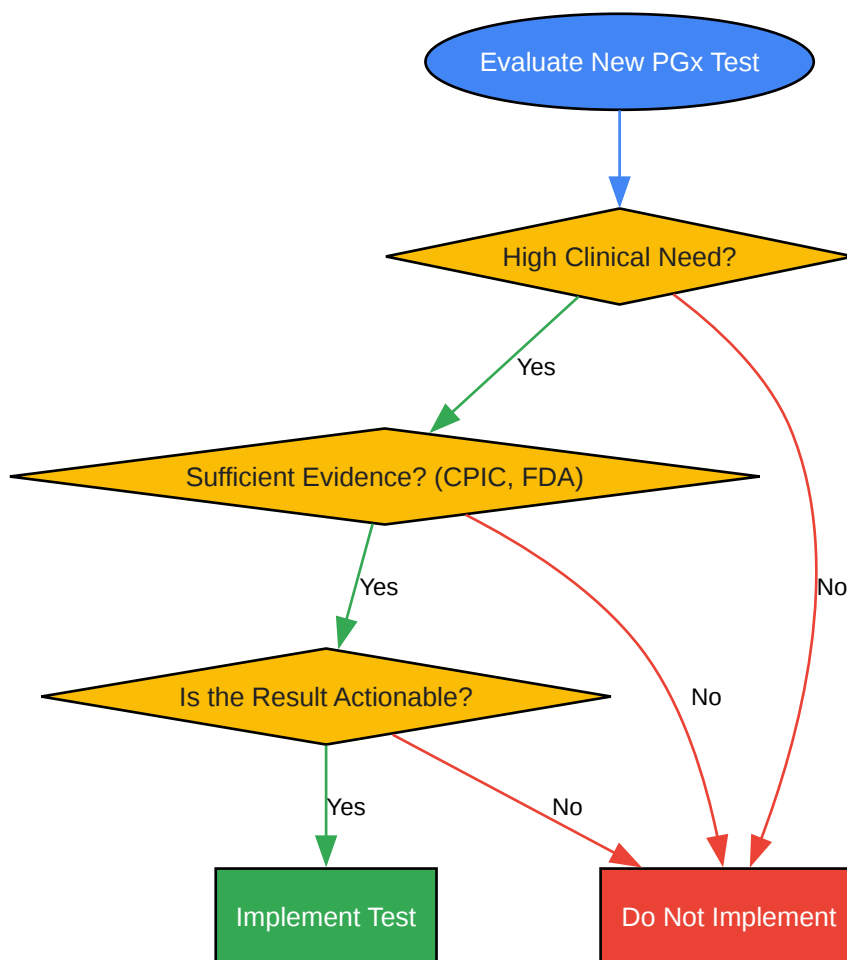 Evaluate New PGx Test
High Clinical Need?
Yes
Sufficient Evidence? (CPIC, FDA)
Yes
No
Is the Result Actionable?
No
Yes
No
Implement Test
Do Not Implement